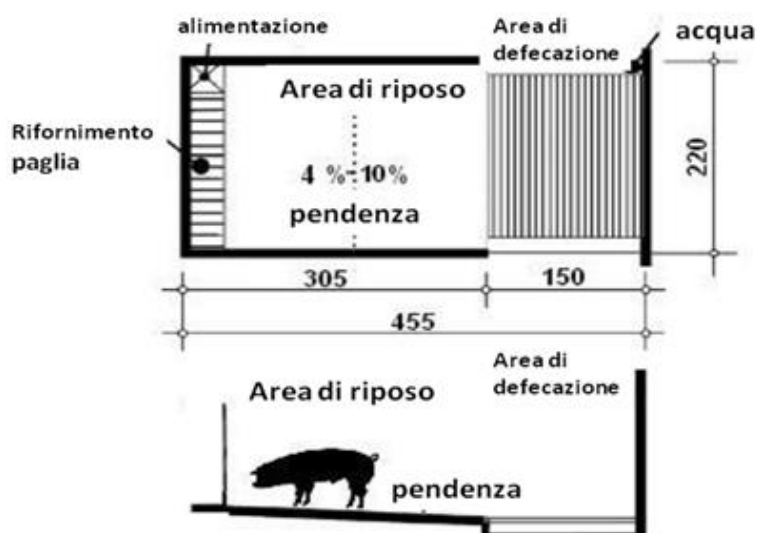 alimentazione
Area di
defecazione
acqua
Area di riposo
Rifornimento
paglia
4 % 10%
pendenza
220
305
150
455
Area di riposo
Area di
defecazione
pendenza